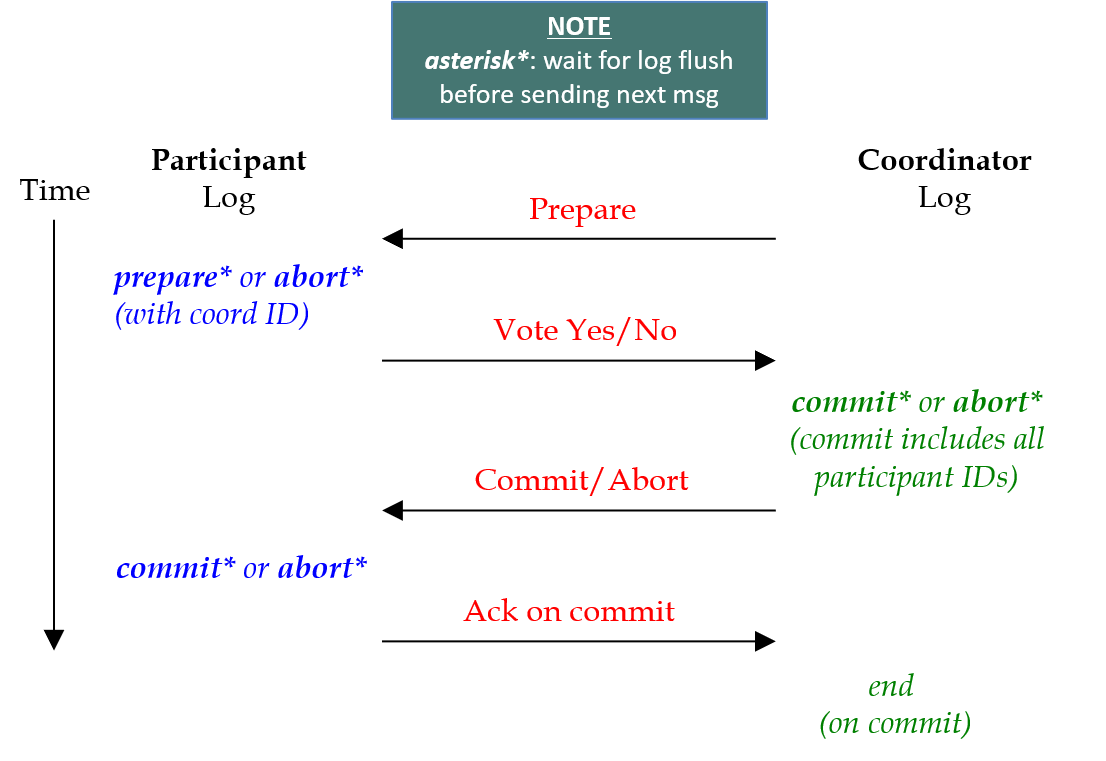 NOTE
asterisk*: wait for log flush
before sending next msg
Participant
Log
Coordinator
Log
Time
Prepare
prepare* or abort*
(with coord ID)
Vote Yes/No
commit* or abort*
(commit includes all
participant IDs)
Commit/Abort
commit* or abort*
Ack on commit
end
(on commit)